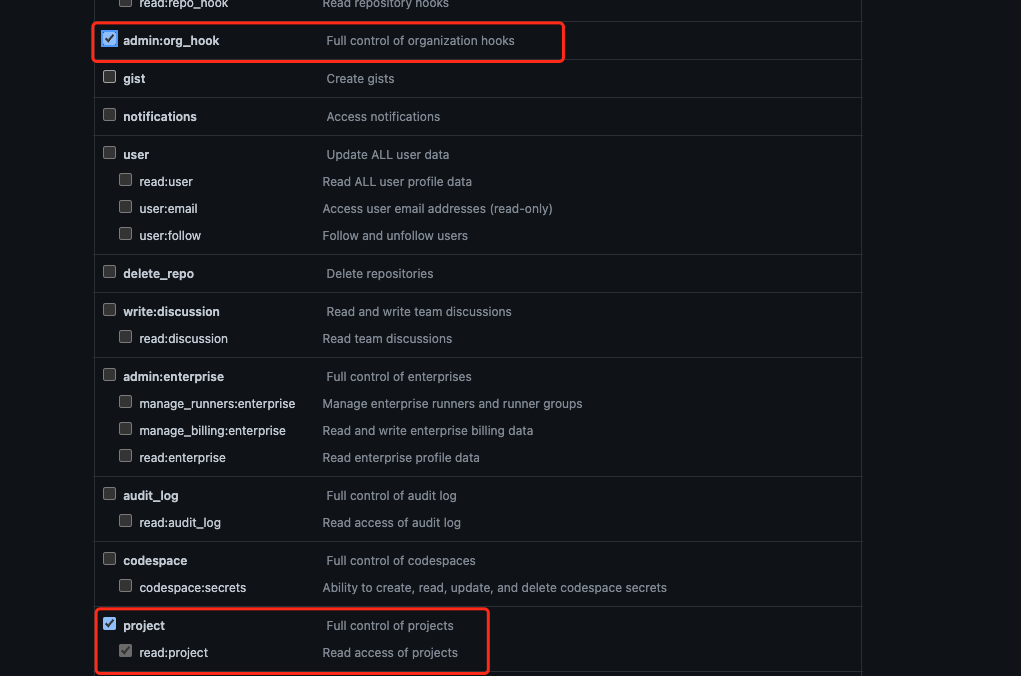 read:repo_hook Read repository hooks
admin:org_hook Full control of organization hooks
gist Create gists
notifications Access notifications
user Update ALL user data
read:user Read ALL user profile data
user:email Access user email addresses (read-only)
user:follow Follow and unfollow users
delete_repo Delete repositories
write:discussion Read and write team discussions
read:discussion Read team discussions
admin:enterprise Full control of enterprises
manage_runners:enterprise Manage enterprise runners and runner groups
manage_billing:enterprise Read and write enterprise billing data
read:enterprise Read enterprise profile data
audit_log Full control of audit log
read:audit_log Read access of audit log
codespace Full control of codespaces
codespace:secrets Ability to create, read, update, and delete codespace secrets
project Full control of projects
read:project Read access of projects